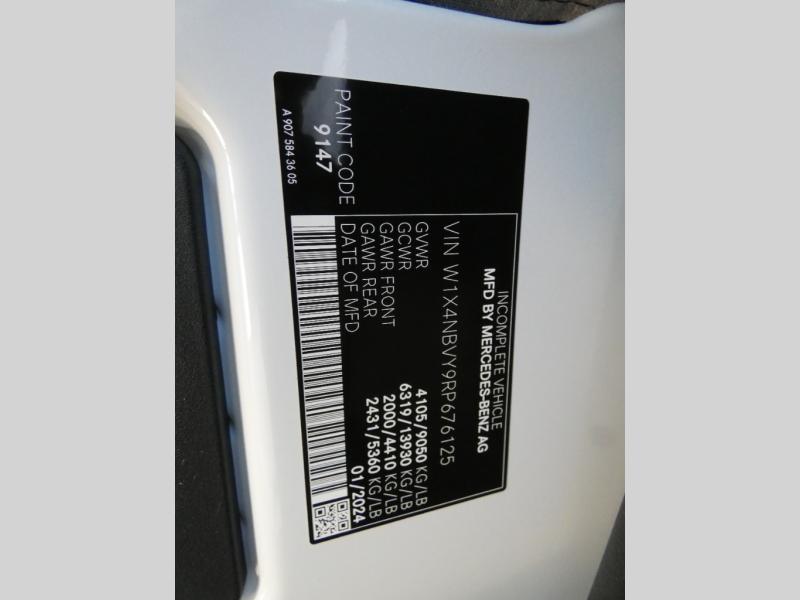 INCOMPLETE VEHICLE
MFD BY MERCEDES-BENZ AG
VIN W1X4NBVY9RP676125
GVWR 4105/9050 KG/LB
GCWR 6319/13930 KG/LB
GAWR FRONT 2000/4410 KG/LB
GAWR REAR 2431/5360 KG/LB
DATE OF MFD 01/2024
PAINT CODE
9147
A 907 584 36 05